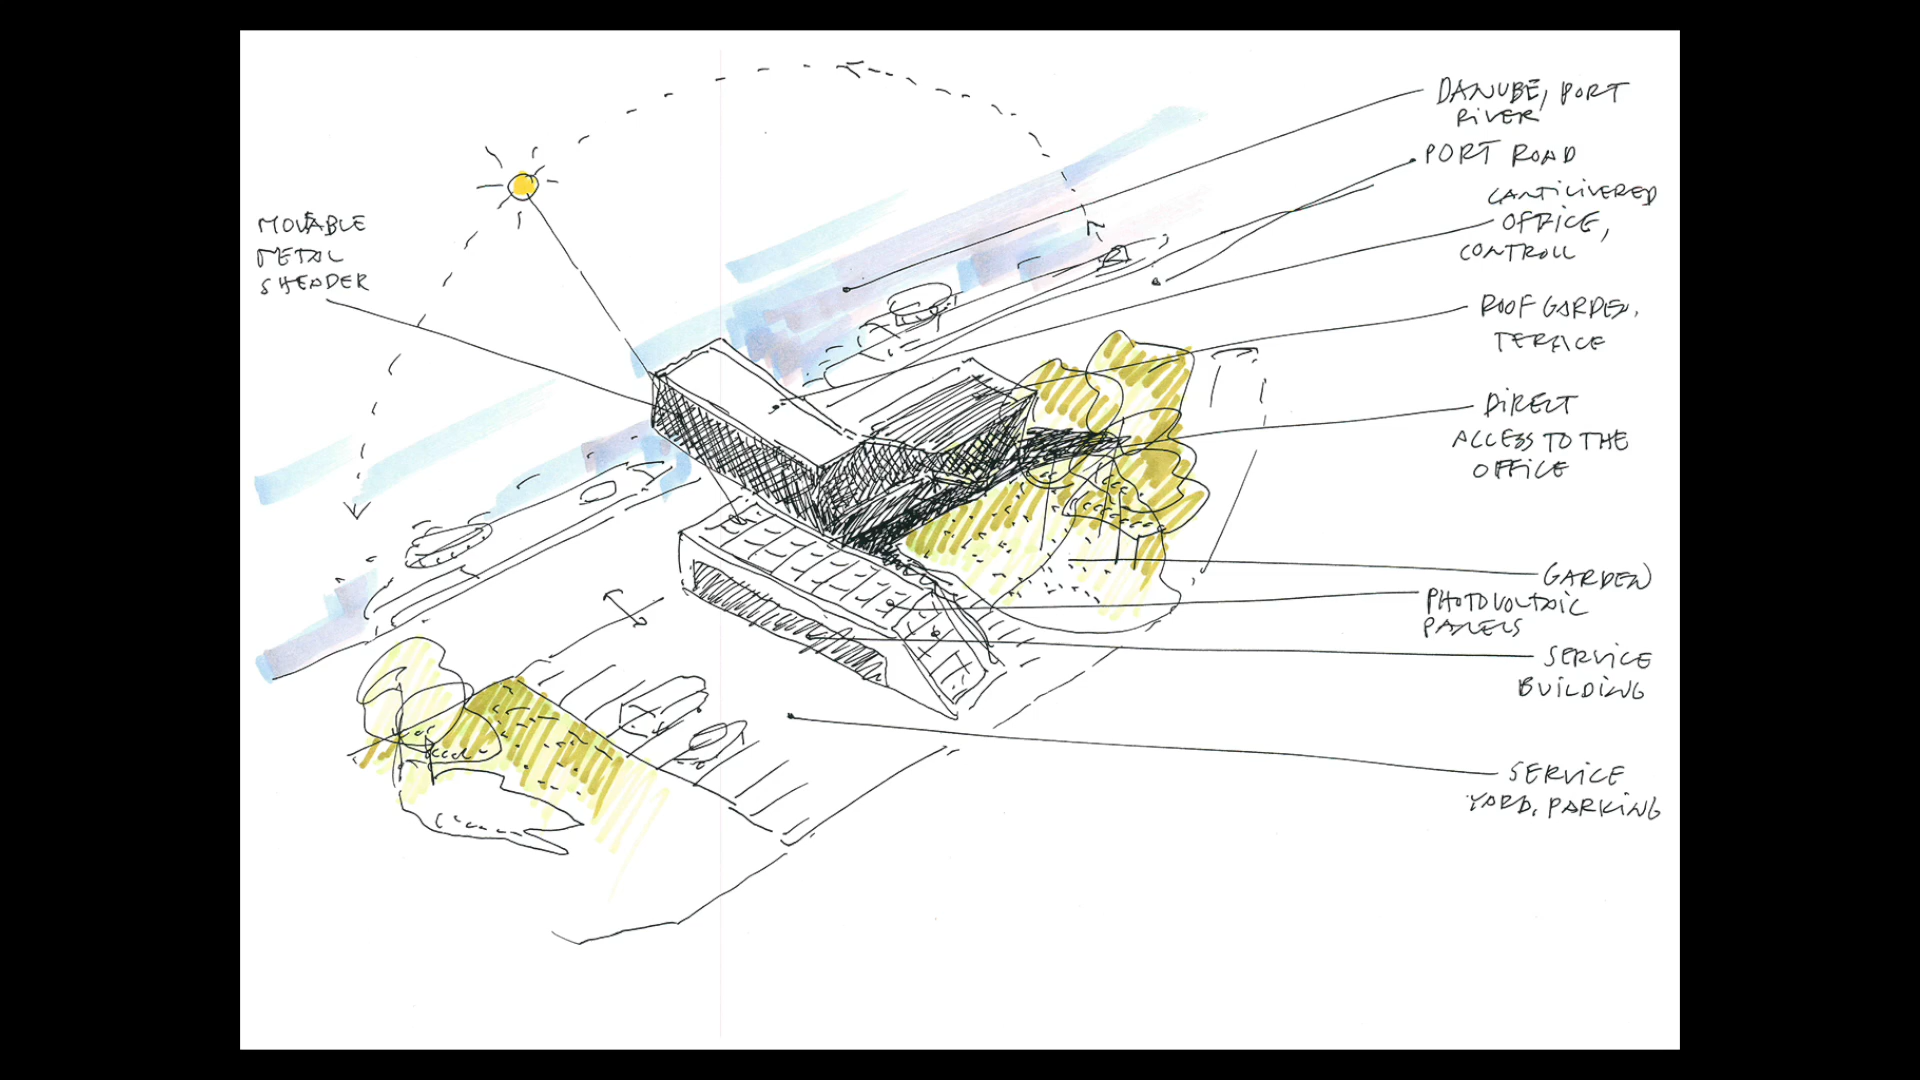 DANUBE, PORT
RIVER
PORT ROAD
CANTILIVERED
OFFICE,
CONTROLL
MOVABLE
METAL
SHEADER
ROOF GARDEN,
TERACE
DIRECT
ACCESS TO THE
OFFICE
GARDEN
PHOTOVOLTAIC
PANELS
SERVICE
BUILDING
SERVICE
YARD, PARKING